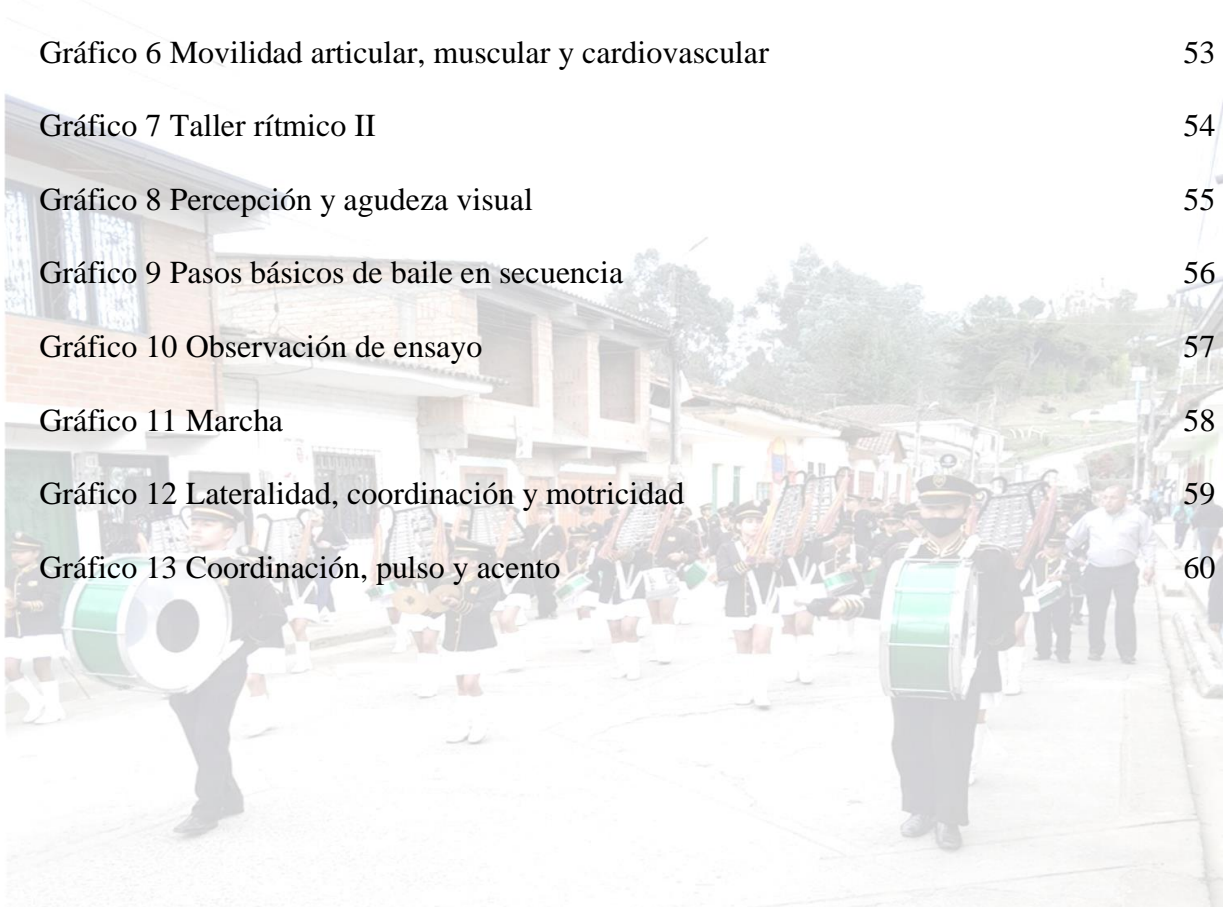 Gráfico 6 Movilidad articular, muscular y cardiovascular 53
Gráfico 7 Taller rítmico II 54
Gráfico 8 Percepción y agudeza visual 55
Gráfico 9 Pasos básicos de baile en secuencia 56
Gráfico 10 Observación de ensayo 57
Gráfico 11 Marcha 58
Gráfico 12 Lateralidad, coordinación y motricidad 59
Gráfico 13 Coordinación, pulso y acento 60